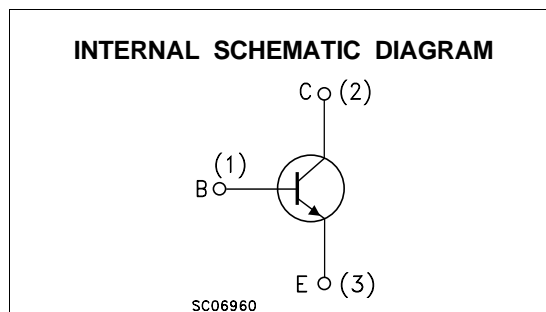 INTERNAL SCHEMATIC DIAGRAM
C (2)
(1)
B
E (3)
SC06960